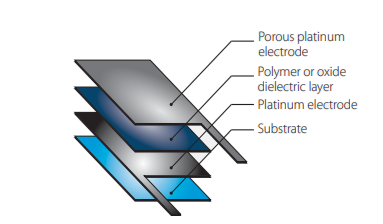 Porous platinum
electrode
Polymer or oxide
dielectric layer
Platinum electrode
Substrate